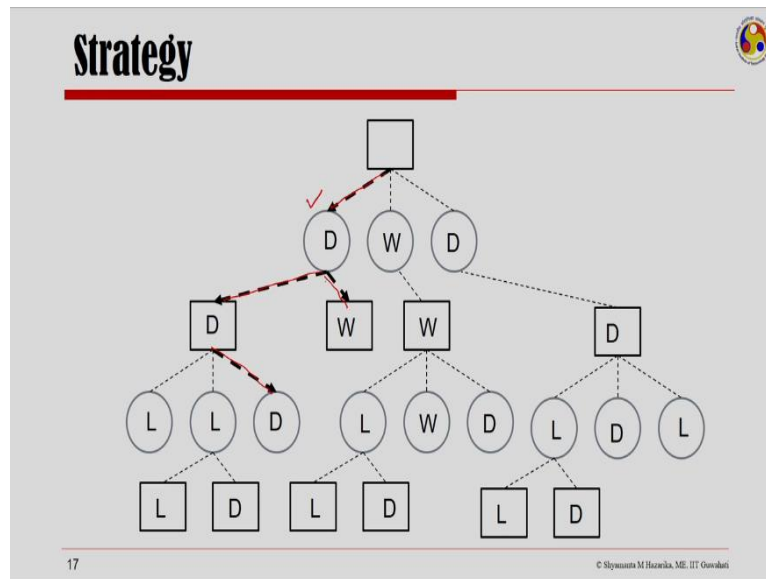 Strategy
D W D
D W W D
L L D L W D L D L
L D L D L D
17
© Shyamanta M Hazarika, ME, IIT Guwahati